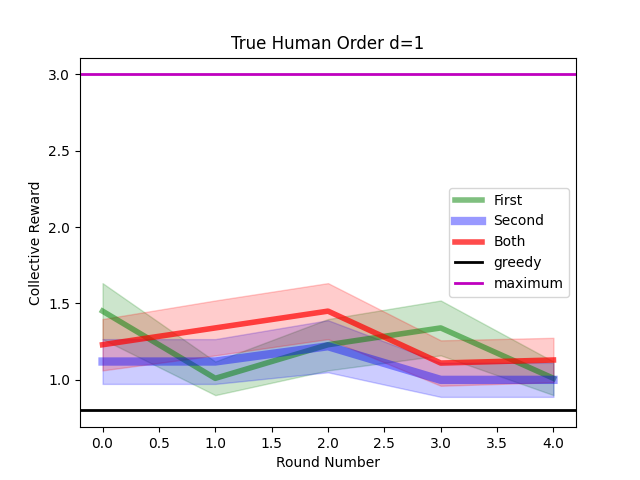 True Human Order d=1
Collective Reward
3.0
2.5
2.0
1.5
1.0
First
Second
Both
greedy
maximum
0.0 0.5 1.0 1.5 2.0 2.5 3.0 3.5 4.0
Round Number